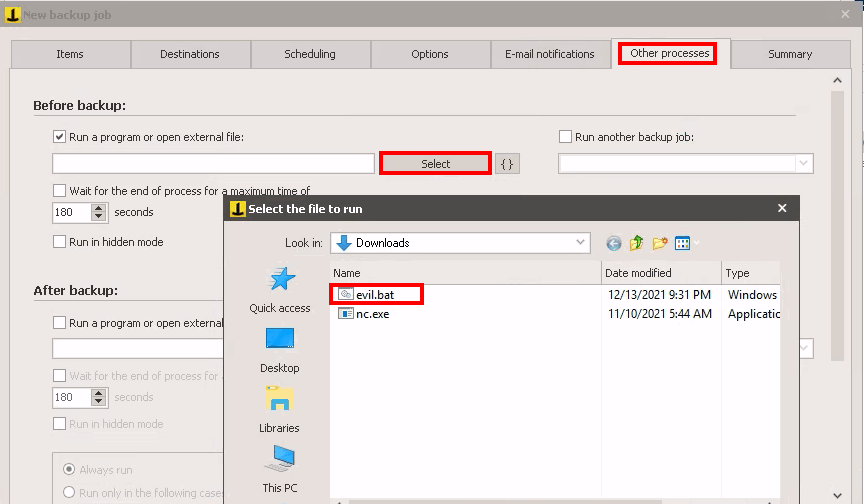 New backup job
Items Destinations Scheduling Options E-mail notifications Other processes Summary
Before backup:
Run a program or open external file: Run another backup job:
Select { }
Wait for the end of process for a maximum time of
180 seconds
Run in hidden mode
Select the file to run
Look in: Downloads
Name Date modified Type
evil.bat 12/13/2021 9:31 PM Windows
nc.exe 11/10/2021 5:44 AM Applicatio
Quick access
Desktop
Libraries
This PC
After backup:
Run a program or open external
Wait for the end of process for a
180 seconds
Run in hidden mode
Always run
Run only in the following cases